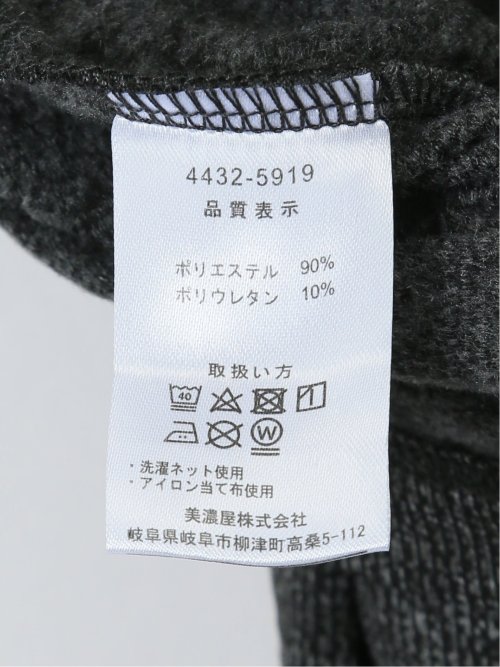 4432-5919
品質表示
ポリエステル 90%
ポリウレタン 10%
取扱い方
40
W
・洗濯ネット使用
・アイロン当て布使用
美濃屋株式会社
岐阜県岐阜市柳津町高桑5-112